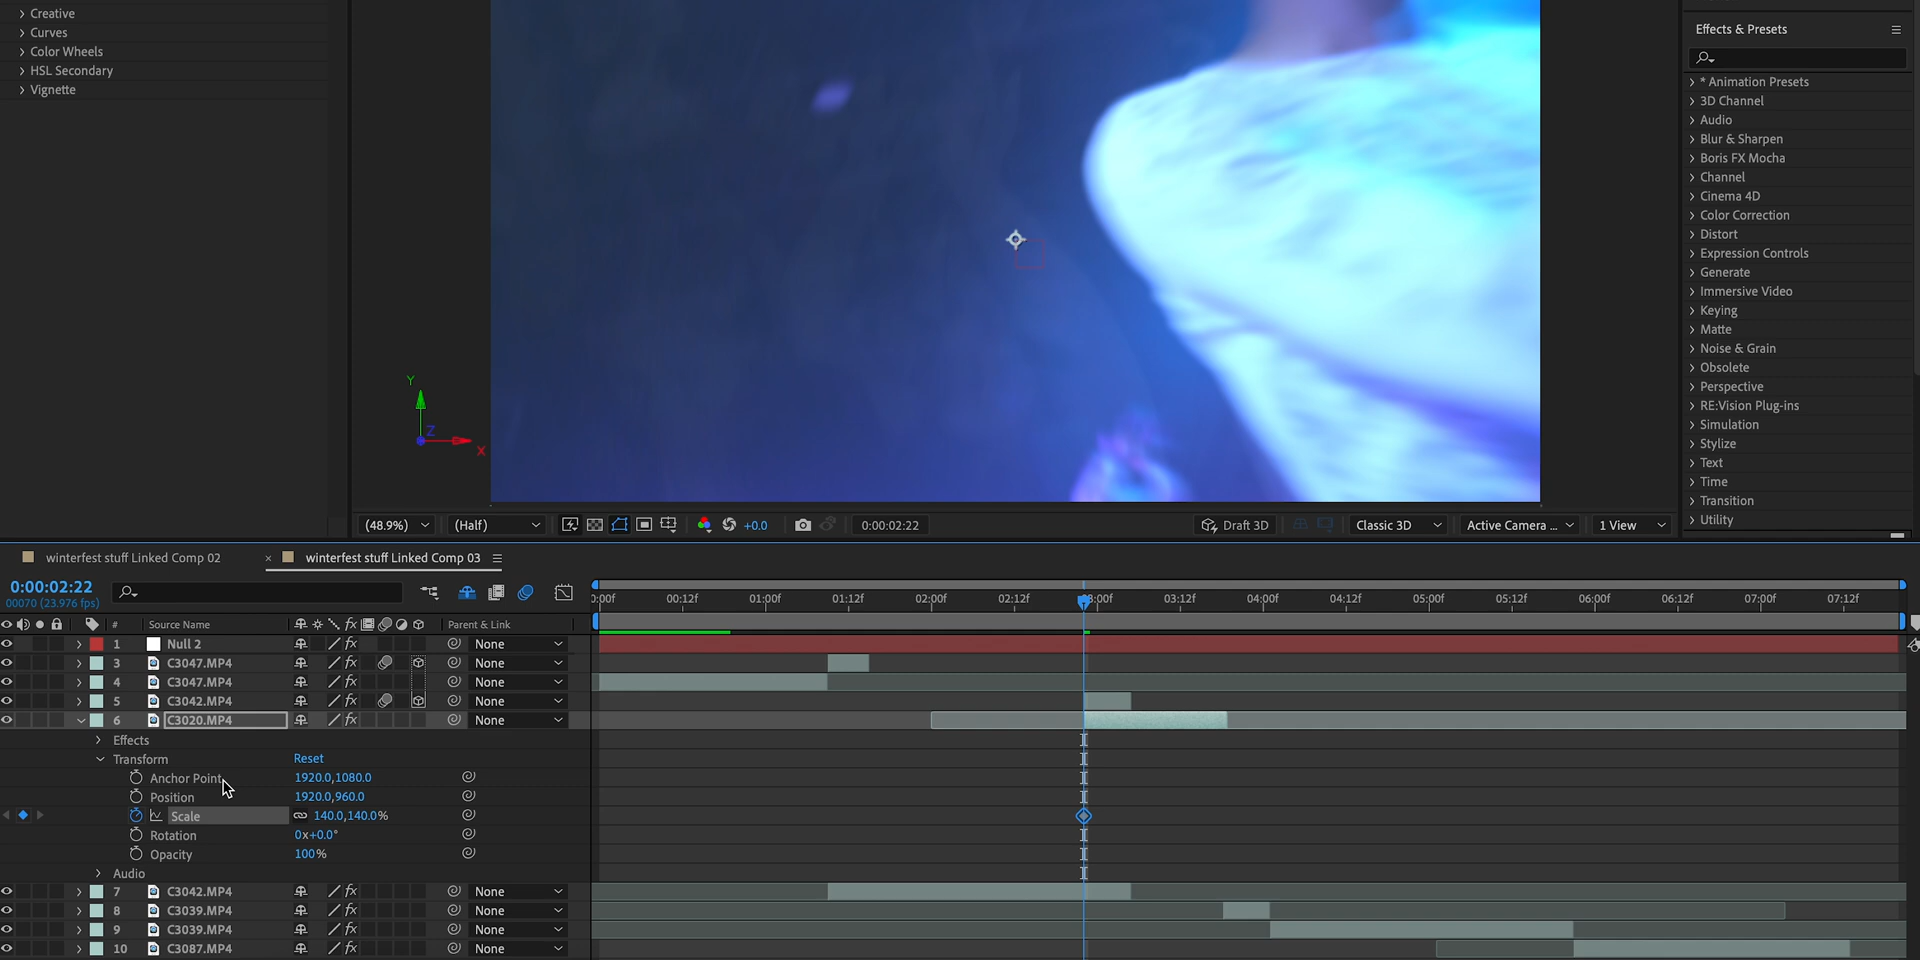 Creative
Curves
Color Wheels
HSL Secondary
Vignette
Effects & Presets
* Animation Presets
3D Channel
Audio
Blur & Sharpen
Boris FX Mocha
Channel
Cinema 4D
Color Correction
Distort
Expression Controls
Generate
Immersive Video
Keying
Matte
Noise & Grain
Obsolete
Perspective
RE:Vision Plug-ins
Simulation
Stylize
Text
Time
Transition
Utility
Y
Z
X
(48.9%) (Half) +0.0 0:00:02:22 Draft 3D Classic 3D Active Camera ... 1 View
winterfest stuff Linked Comp 02 × winterfest stuff Linked Comp 03
0:00:02:22
00070 (23.976 fps)
:00f 00:12f 01:00f 01:12f 02:00f 02:12f 03:00f 03:12f 04:00f 04:12f 05:00f 05:12f 06:00f 06:12f 07:00f 07:12f
# Source Name fx Parent & Link
1 Null 2 fx None
3 C3047.MP4 None
4 C3047.MP4 fx None
5 C3042.MP4 fx None
6 C3020.MP4 fx None
Effects
Transform Reset
Anchor Point 1920.0,1080.0
Position 1920.0,960.0
Scale 140.0,140.0%
Rotation 0x+0.0°
Opacity 100%
Audio
7 C3042.MP4 fx None
8 C3039.MP4 fx None
9 C3039.MP4 fx None
10 C3087.MP4 fx None